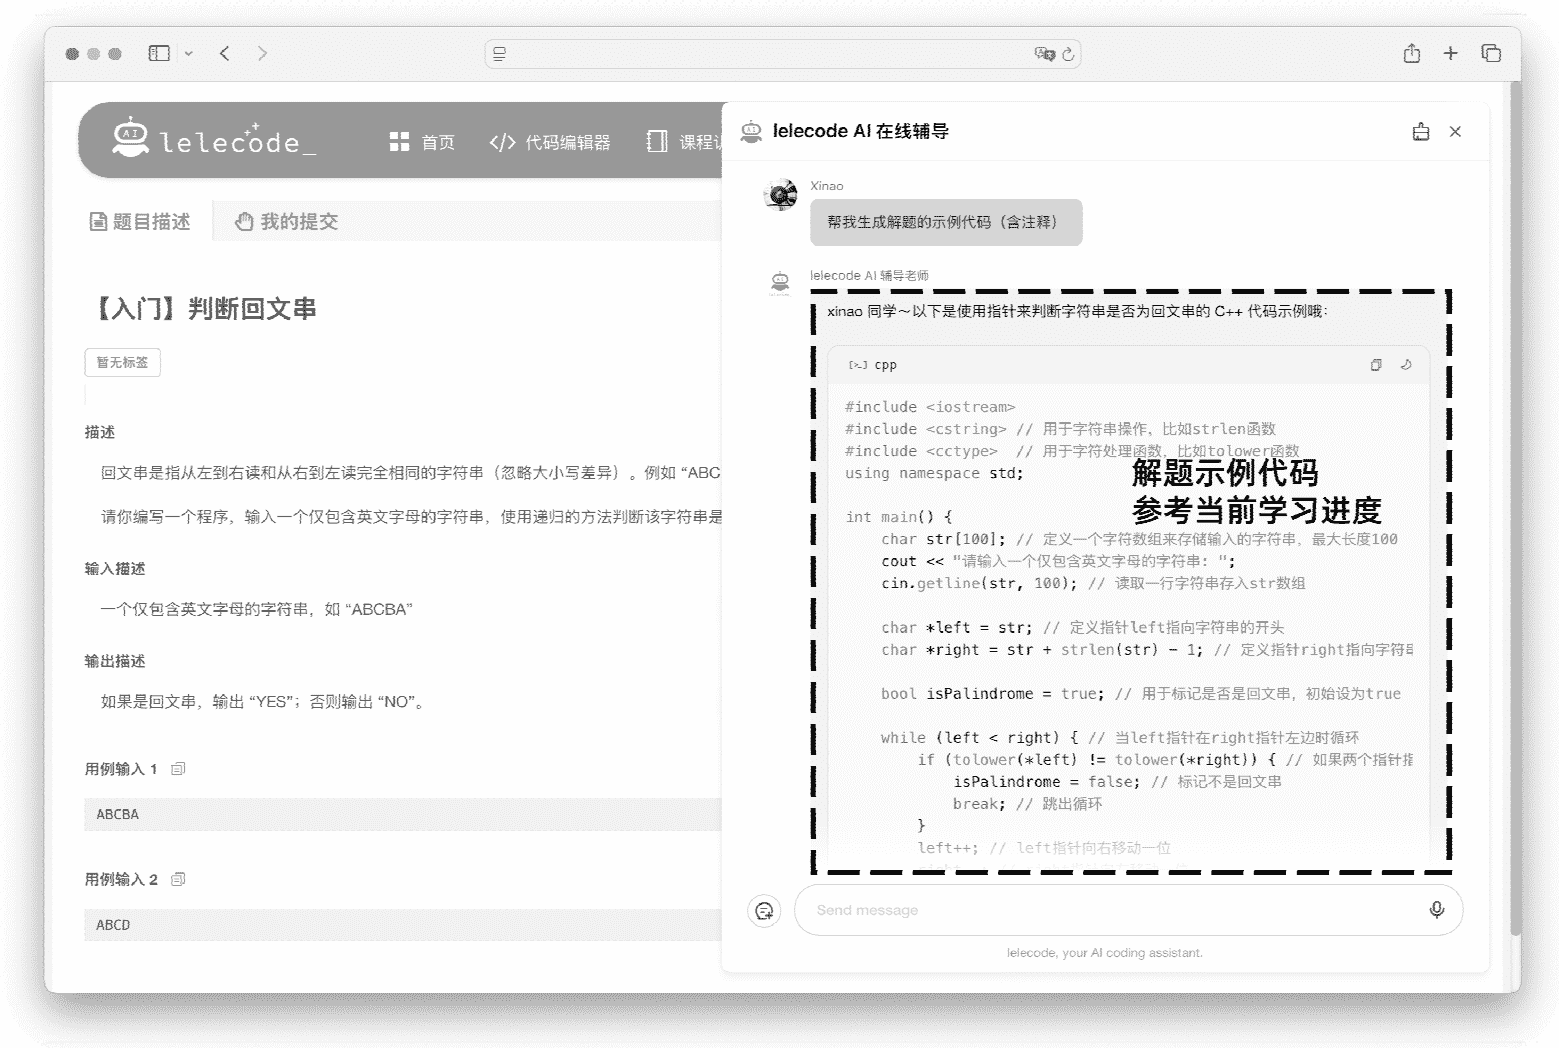 lelecode_
首页
代码编辑器
课程
题目描述
我的提交
【入门】判断回文串
暂无标签
描述
回文串是指从左到右读和从右到左读完全相同的字符串（忽略大小写差异）。例如 “ABC
请你编写一个程序，输入一个仅包含英文字母的字符串，使用递归的方法判断该字符串是
输入描述
一个仅包含英文字母的字符串，如 “ABCBA”
输出描述
如果是回文串，输出 “YES”；否则输出 “NO”。
用例输入 1
ABCBA
用例输入 2
ABCD
lelecode AI 在线辅导
Xinao
帮我生成解题的示例代码（含注释）
lelecode AI 辅导老师
xinao 同学～以下是使用指针来判断字符串是否为回文串的 C++ 代码示例哦：
cpp
#include <iostream>
#include <cstring> // 用于字符串操作，比如strlen函数
#include <cctype>  // 用于字符处理函数，比如tolower函数
using namespace std;
解题示例代码
参考当前学习进度
int main() {
    char str[100]; // 定义一个字符数组来存储输入的字符串，最大长度100
    cout << "请输入一个仅包含英文字母的字符串: ";
    cin.getline(str, 100); // 读取一行字符串存入str数组
    char *left = str; // 定义指针left指向字符串的开头
    char *right = str + strlen(str) - 1; // 定义指针right指向字符串
    bool isPalindrome = true; // 用于标记是否是回文串，初始设为true
    while (left < right) { // 当left指针在right指针左边时循环
        if (tolower(*left) != tolower(*right)) { // 如果两个指针指
            isPalindrome = false; // 标记不是回文串
            break; // 跳出循环
        }
        left++; // left指针向右移动一位
Send message
lelecode, your AI coding assistant.